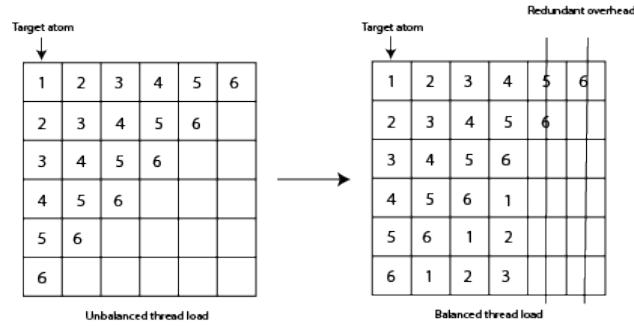 Redundant overhead
Target atom
Target atom
1 2 3 4 5 6
2 3 4 5 6
3 4 5 6
4 5 6
5 6
6
1 2 3 4 5 6
2 3 4 5 6
3 4 5 6
4 5 6 1
5 6 1 2
6 1 2 3
Unbalanced thread load
Balanced thread load